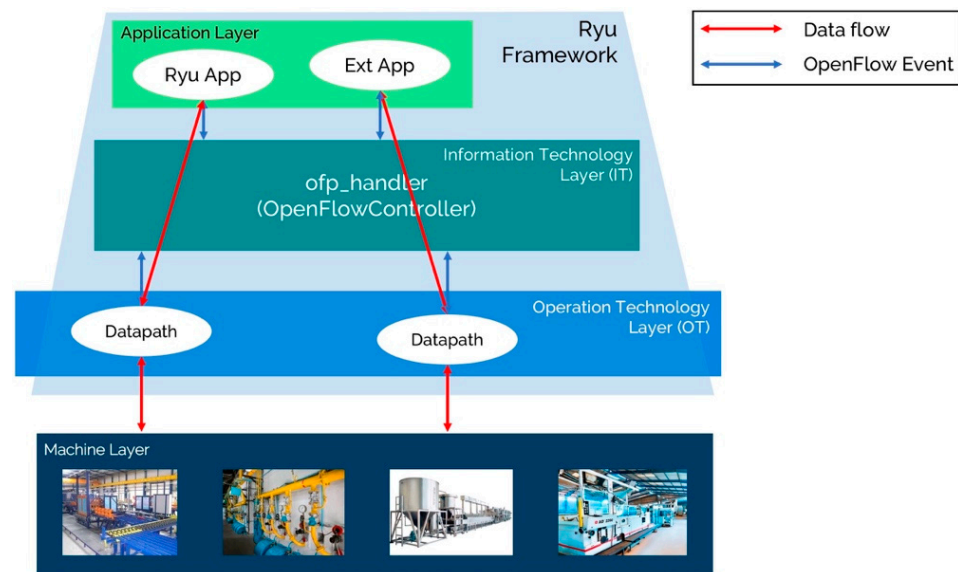 Application Layer
Ryu
Framework
Ryu App
Ext App
Data flow
OpenFlow Event
Information Technology
Layer (IT)
ofp_handler
(OpenFlowController)
Operation Technology
Layer (OT)
Datapath
Datapath
Machine Layer